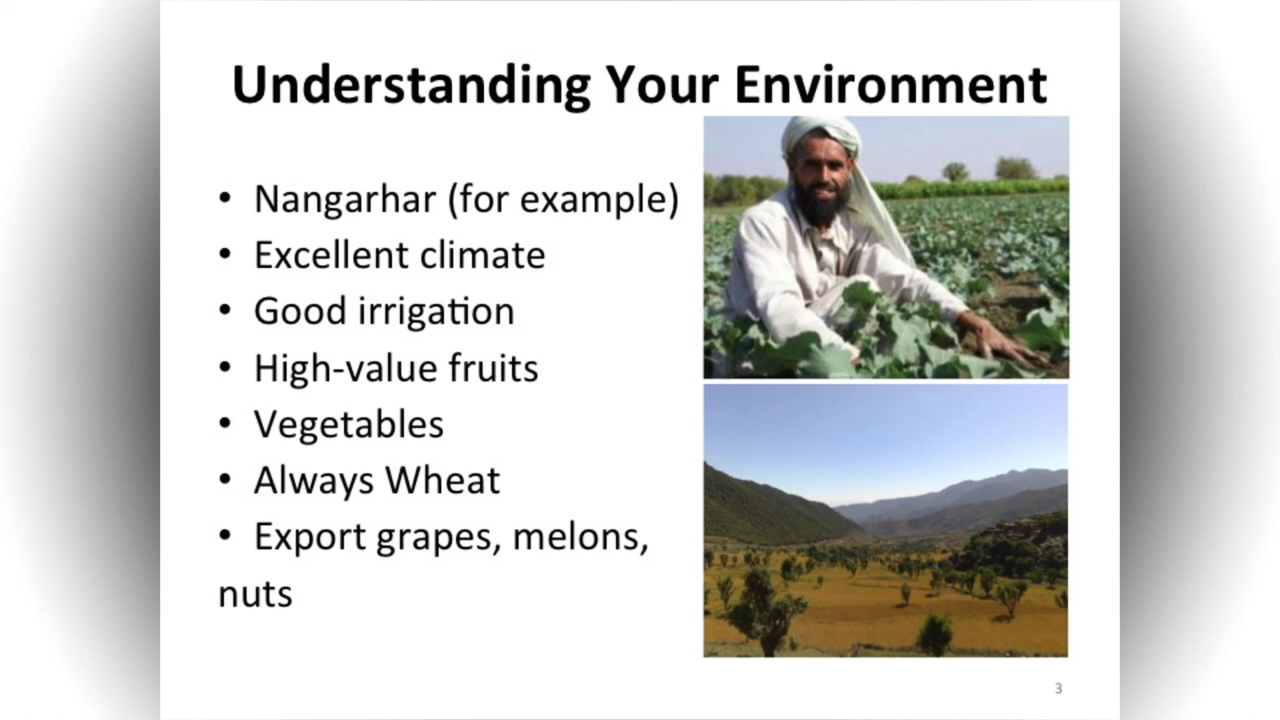 Understanding Your Environment
• Nangarhar (for example)
• Excellent climate
• Good irrigation
• High-value fruits
• Vegetables
• Always Wheat
• Export grapes, melons,
nuts
3